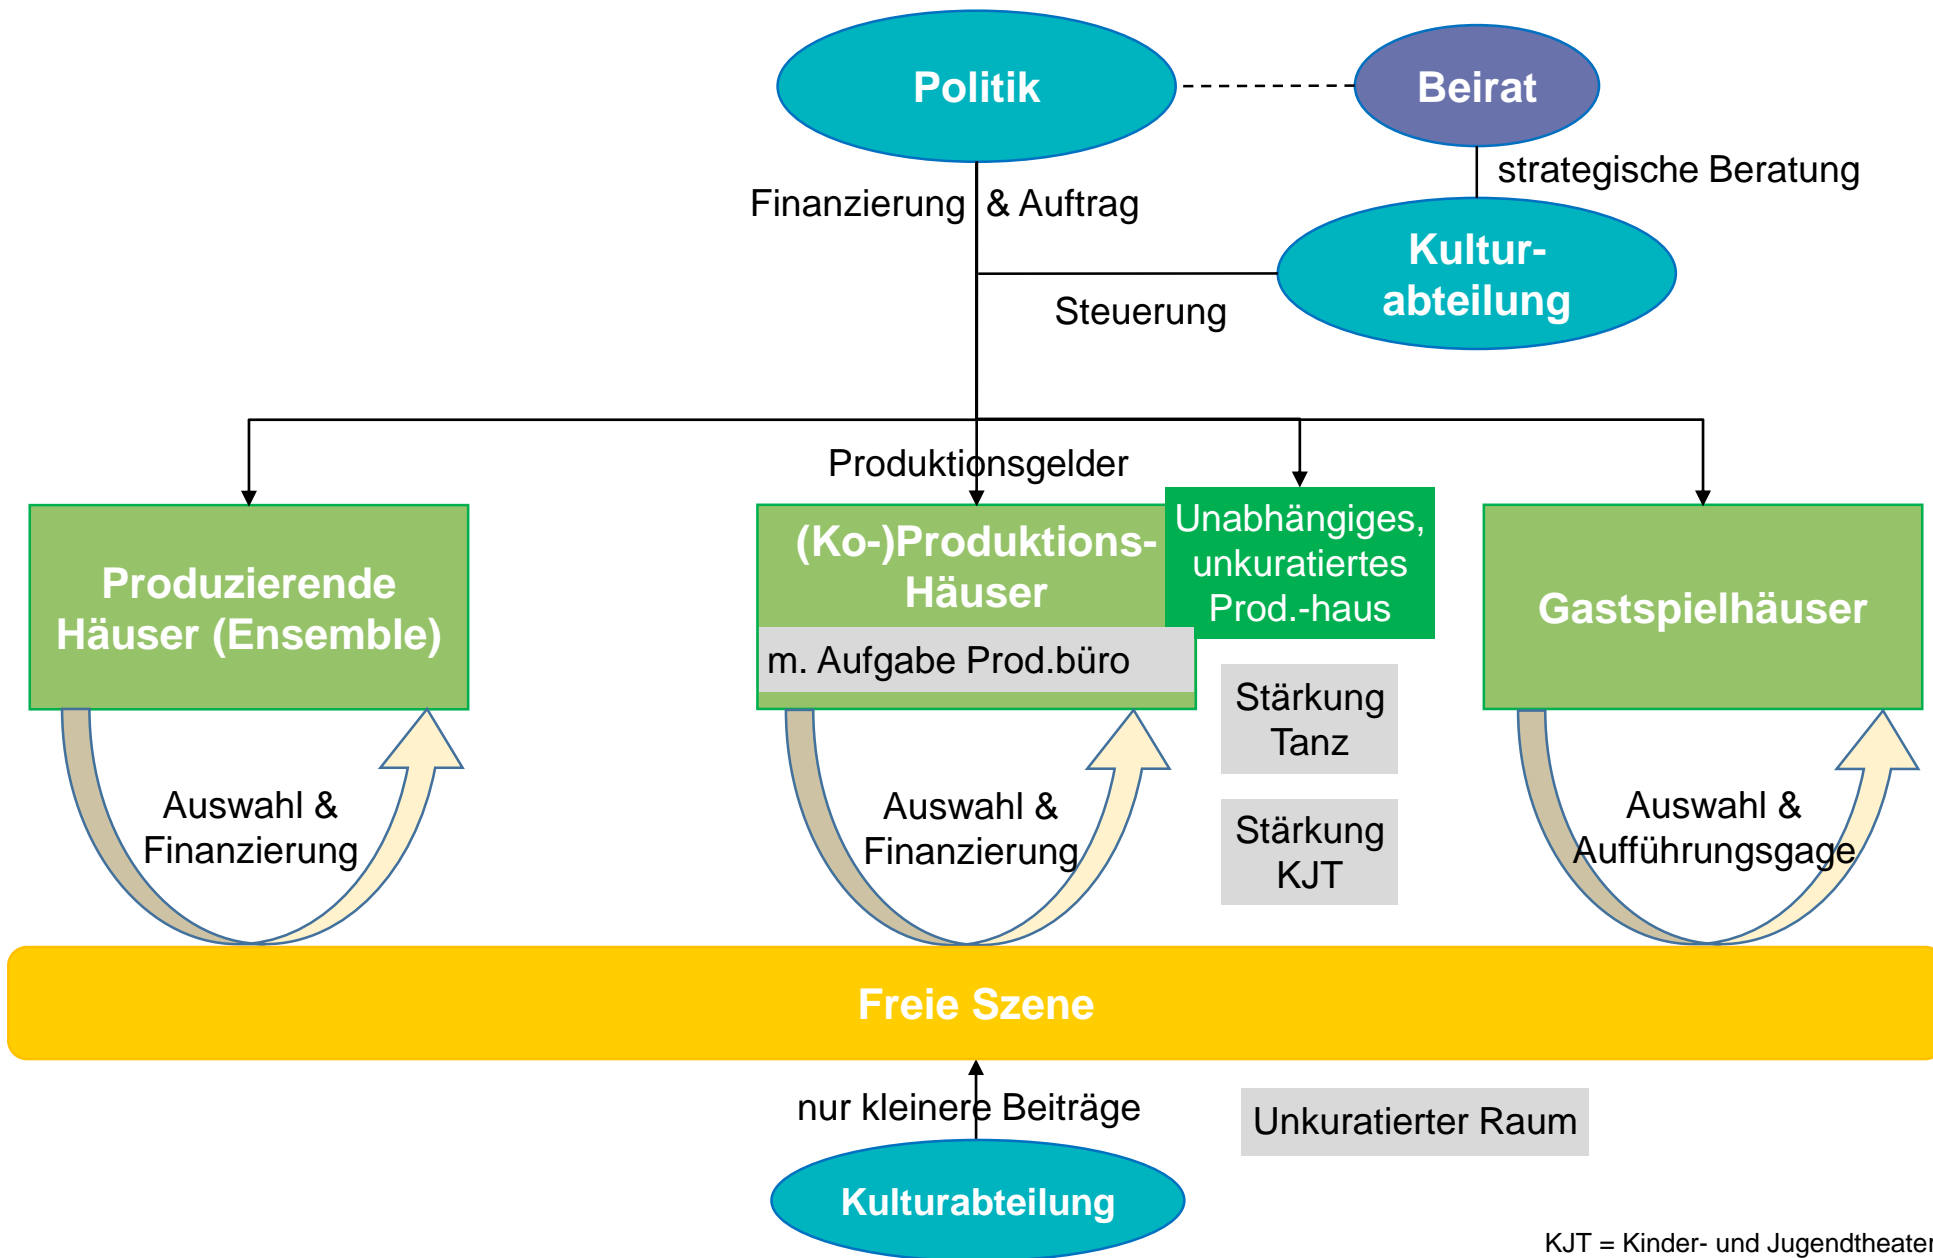 Politik
Beirat
strategische Beratung
Finanzierung & Auftrag
Kultur-
abteilung
Steuerung
Produktionsgelder
Produzierende
Häuser (Ensemble)
(Ko-)Produktions-
Häuser
m. Aufgabe Prod.büro
Unabhängiges,
unkuratiertes
Prod.-haus
Gastspielhäuser
Stärkung
Tanz
Stärkung
KJT
Auswahl &
Finanzierung
Auswahl &
Finanzierung
Auswahl &
Aufführungsgage
Freie Szene
nur kleinere Beiträge
Unkuratierter Raum
Kulturabteilung
KJT = Kinder- und Jugendtheater